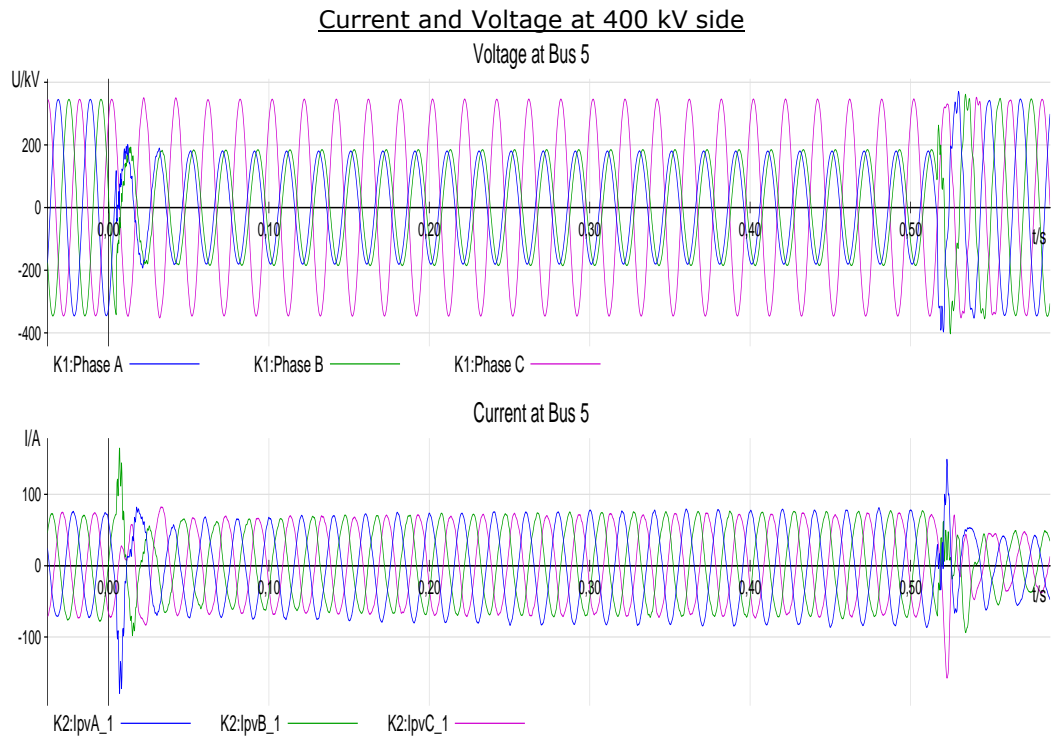 Current and Voltage at 400 kV side
Voltage at Bus 5
U/kV
200
0
-200
-400
0,00 0,10 0,20 0,30 0,40 0,50 t/s
K1:Phase A K1:Phase B K1:Phase C
Current at Bus 5
I/A
100
0
-100
0,00 0,10 0,20 0,30 0,40 0,50 t/s
K2:IpvA_1 K2:IpvB_1 K2:IpvC_1